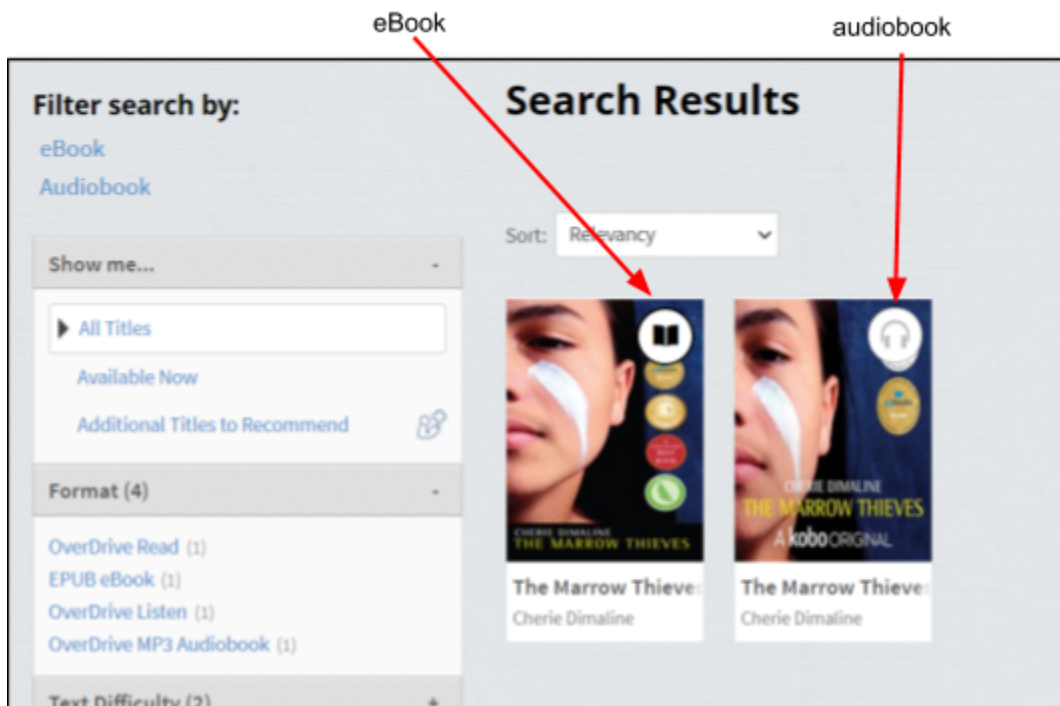 eBook
audiobook
Filter search by:
eBook
Audiobook
Show me... -
All Titles
Available Now
Additional Titles to Recommend
Format (4) -
OverDrive Read (1)
EPUB eBook (1)
OverDrive Listen (1)
OverDrive MP3 Audiobook (1)
Text Difficulty (2) +
Search Results
Sort: Relevancy
CHERIE DIMALINE
THE MARROW THIEVES
The Marrow Thieve
Cherie Dimaline
CHERIE DIMALINE
THE MARROW THIEVES
A kobo ORIGINAL
The Marrow Thieve
Cherie Dimaline